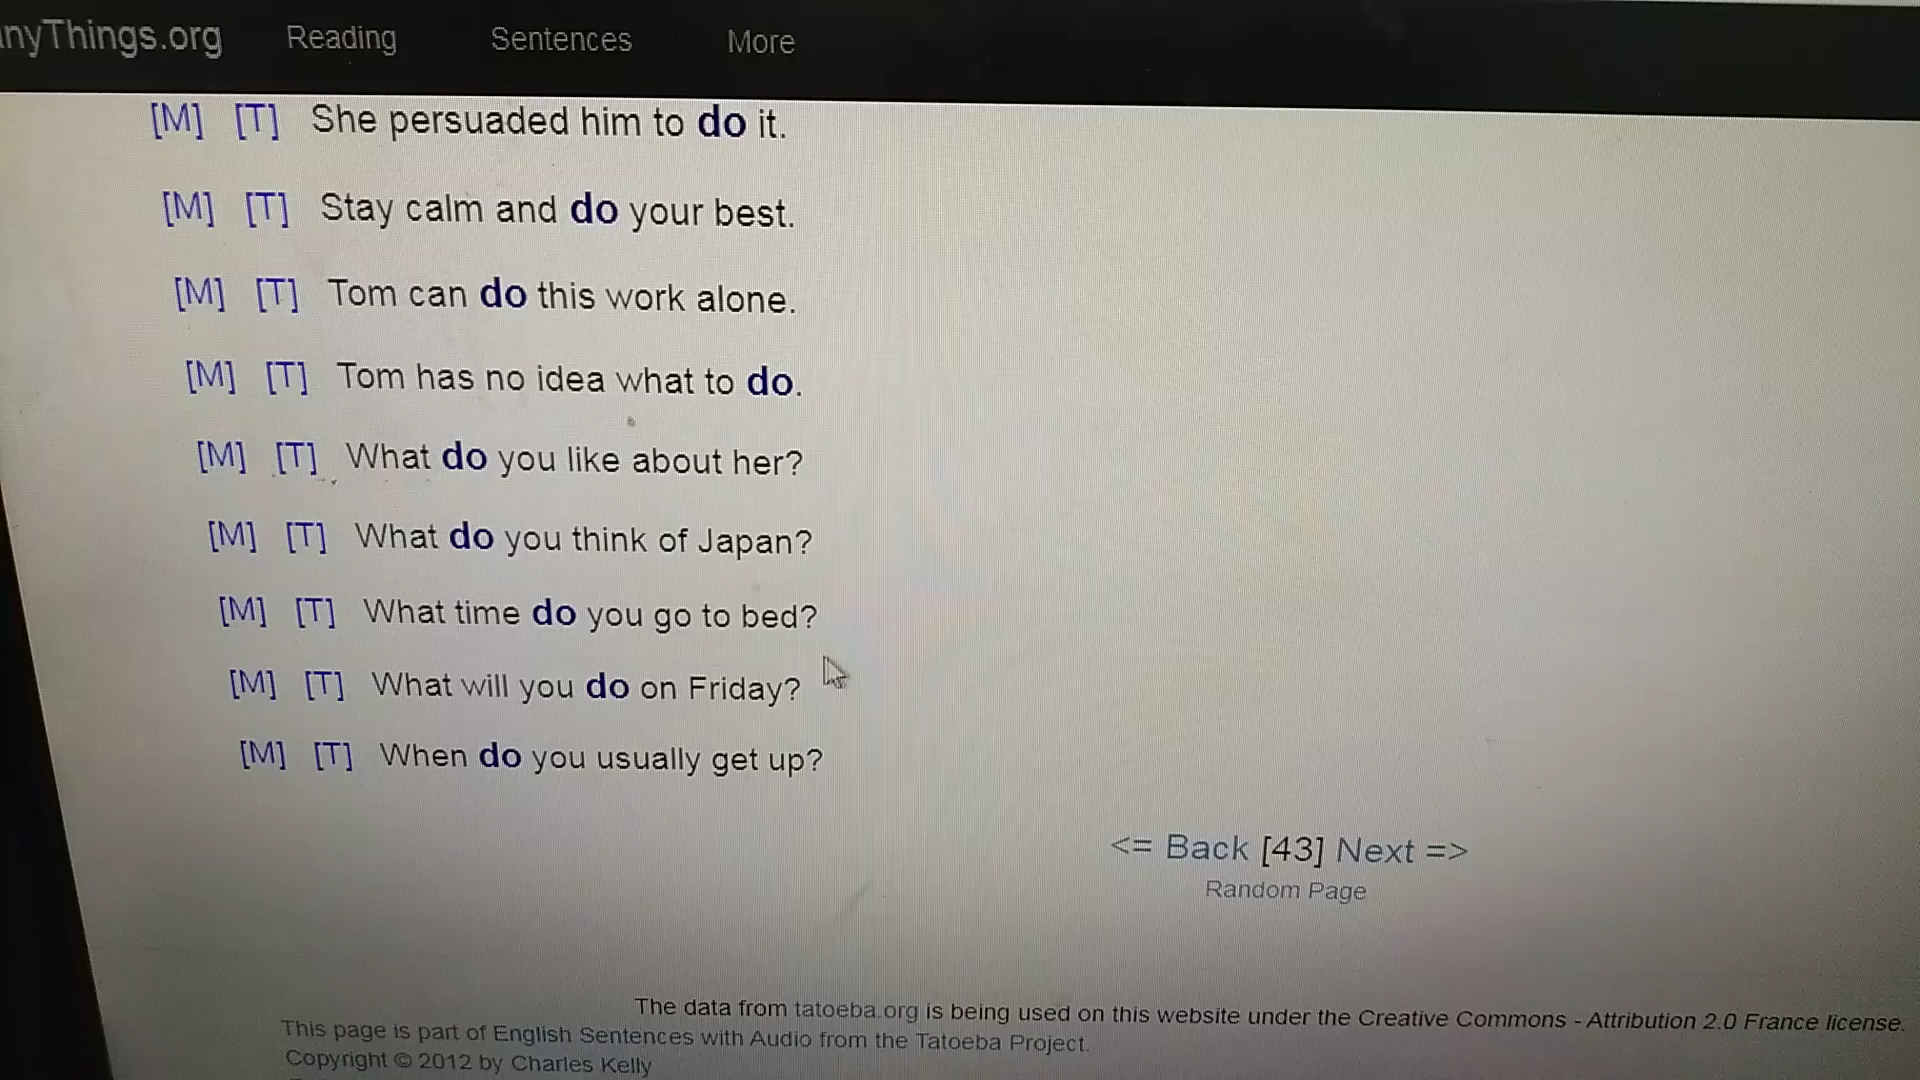 nyThings.org Reading Sentences More
[M] [T] She persuaded him to do it.
[M] [T] Stay calm and do your best.
[M] [T] Tom can do this work alone.
[M] [T] Tom has no idea what to do.
[M] [T] What do you like about her?
[M] [T] What do you think of Japan?
[M] [T] What time do you go to bed?
[M] [T] What will you do on Friday?
[M] [T] When do you usually get up?
<= Back [43] Next =>
Random Page
The data from tatoeba.org is being used on this website under the Creative Commons - Attribution 2.0 France license.
This page is part of English Sentences with Audio from the Tatoeba Project.
Copyright © 2012 by Charles Kelly